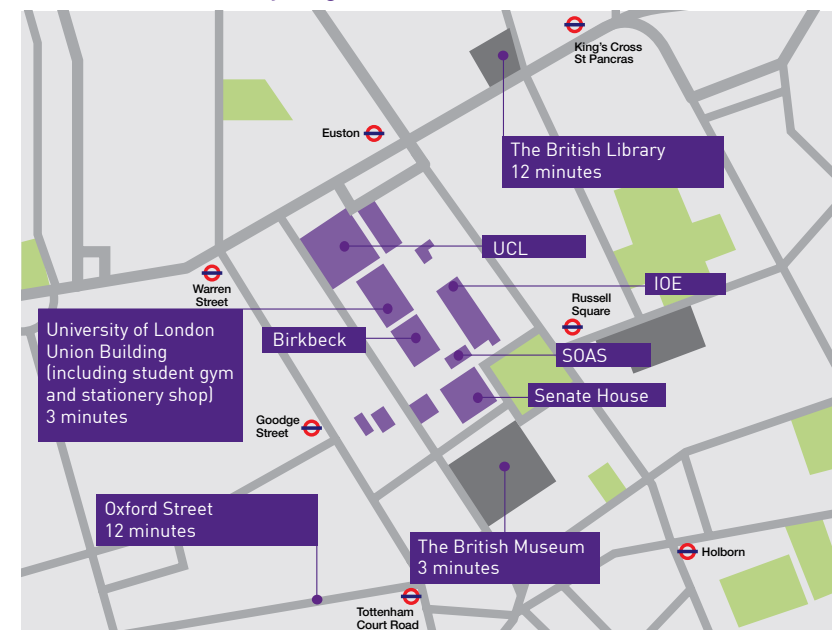 King's Cross
St Pancras
Euston
The British Library
12 minutes
UCL
IOE
Warren
Street
Russell
Square
University of London
Union Building
(including student gym
and stationery shop)
3 minutes
Birkbeck
SOAS
Senate House
Goodge
Street
Oxford Street
12 minutes
The British Museum
3 minutes
Holborn
Tottenham
Court Road